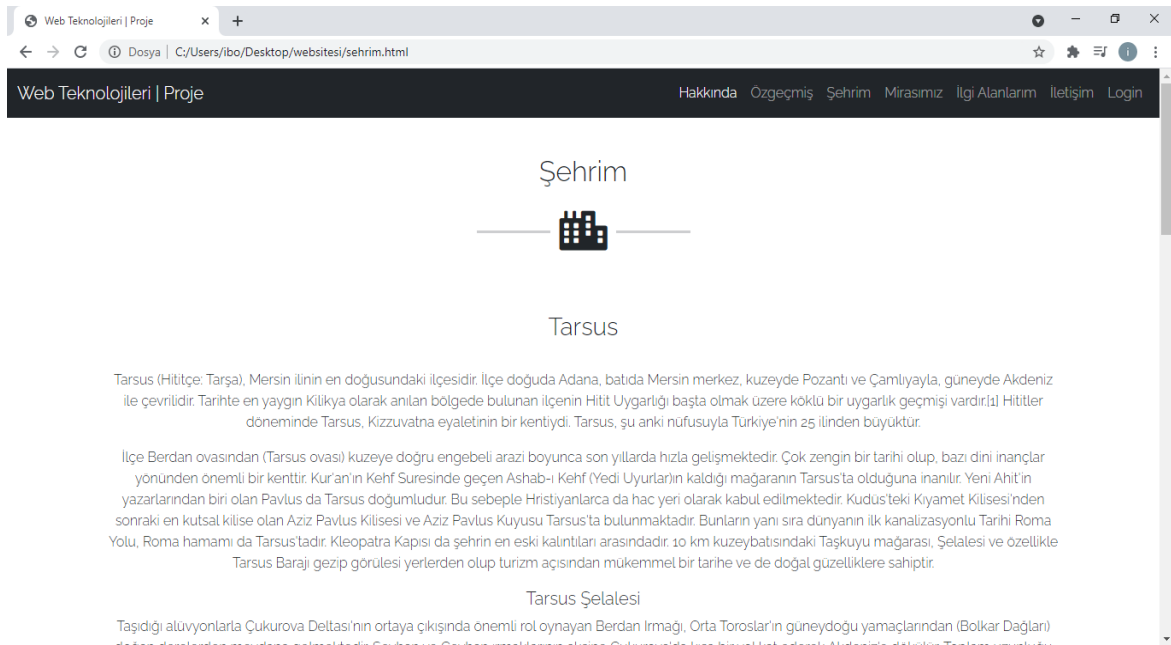 Web Teknolojileri | Proje
Dosya
C:/Users/ibo/Desktop/websitesi/sehrim.html
i
Web Teknolojileri | Proje
Hakkında Özgeçmiş Şehrim Mirasımız İlgi Alanlarım İletişim Login
Şehrim
Tarsus
Tarsus (Hititçe: Tarşa), Mersin ilinin en doğusundaki ilçesidir. İlçe doğuda Adana, batıda Mersin merkez, kuzeyde Pozantı ve Çamlıyayla, güneyde Akdeniz
ile çevrilidir. Tarihte en yaygın Kilikya olarak anılan bölgede bulunan ilçenin Hitit Uygarlığı başta olmak üzere köklü bir uygarlık geçmişi vardır.[1] Hititler
döneminde Tarsus, Kizzuvatna eyaletinin bir kentiydi. Tarsus, şu anki nüfusuyla Türkiye'nin 25 ilinden büyüktür.
İlçe Berdan ovasından (Tarsus ovası) kuzeye doğru engebeli arazi boyunca son yıllarda hızla gelişmektedir. Çok zengin bir tarihi olup, bazı dini inançlar
yönünden önemli bir kenttir. Kur'an'ın Kehf Suresinde geçen Ashab-ı Kehf (Yedi Uyurlar)ın kaldığı mağaranın Tarsus'ta olduğuna inanılır. Yeni Ahit'in
yazarlarından biri olan Pavlus da Tarsus doğumludur. Bu sebeple Hristiyanlarca da hac yeri olarak kabul edilmektedir. Kudüs'teki Kıyamet Kilisesi'nden
sonraki en kutsal kilise olan Aziz Pavlus Kilisesi ve Aziz Pavlus Kuyusu Tarsus'ta bulunmaktadır. Bunların yanı sıra dünyanın ilk kanalizasyonlu Tarihi Roma
Yolu, Roma hamamı da Tarsus'tadır. Kleopatra Kapısı da şehrin en eski kalıntıları arasındadır. 10 km kuzeybatısındaki Taşkuyu mağarası, Şelalesi ve özellikle
Tarsus Barajı gezip görülesi yerlerden olup turizm açısından mükemmel bir tarihe ve de doğal güzelliklere sahiptir.
Tarsus Şelalesi
Taşıdığı alüvyonlarla Çukurova Deltası'nın ortaya çıkışında önemli rol oynayan Berdan Irmağı, Orta Toroslar'ın güneydoğu yamaçlarından (Bolkar Dağları)